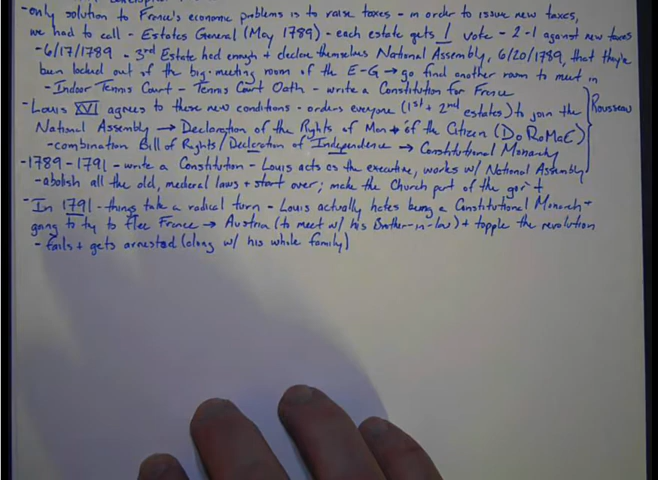 -only solution to France's economic problems is to raise taxes - in order to issue new taxes,
we had to call - Estates General (May 1789) - each estate gets 1 vote - 2-1 against new taxes
-6/17/1789 - 3rd Estate had enough + declare themselves National Assembly, 6/20/1789, that they've
been locked out of the big meeting room of the E-G → go find another room to meet in
-Indoor Tennis Court - Tennis Court Oath - write a Constitution for France
-Louis XVI agrees to these new conditions - orders everyone (1st + 2nd estates) to join the
National Assembly → Declaration of the Rights of Man + of the Citizen (DoRoMaC)
Rousseau
-combination Bill of Rights/Declaration of Independence → Constitutional Monarchy
-1789-1791 - write a Constitution - Louis acts as the executive, works w/ National Assembly
-abolish all the old, medieval laws + start over; make the Church part of the gov't
-In 1791 - things take a radical turn - Louis actually hates being a Constitutional Monarch +
going to try to flee France → Austria (to meet w/ his Brother-in-law) + topple the revolution
- fails + gets arrested (along w/ his whole family)